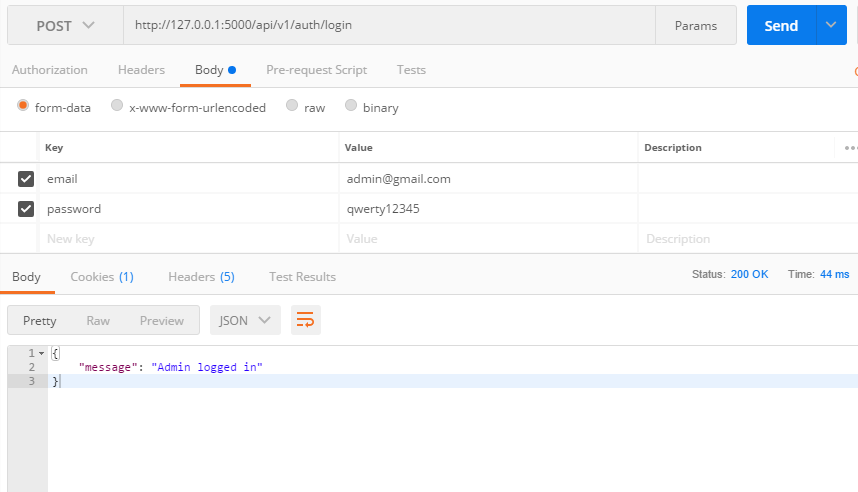 POST http://127.0.0.1:5000/api/v1/auth/login Params Send
Authorization Headers Body Pre-request Script Tests
form-data x-www-form-urlencoded raw binary
Key Value Description
email admin@gmail.com
password qwerty12345
New key Value Description
Body Cookies (1) Headers (5) Test Results Status: 200 OK Time: 44 ms
Pretty Raw Preview JSON
1 {
2 "message": "Admin logged in"
3 }